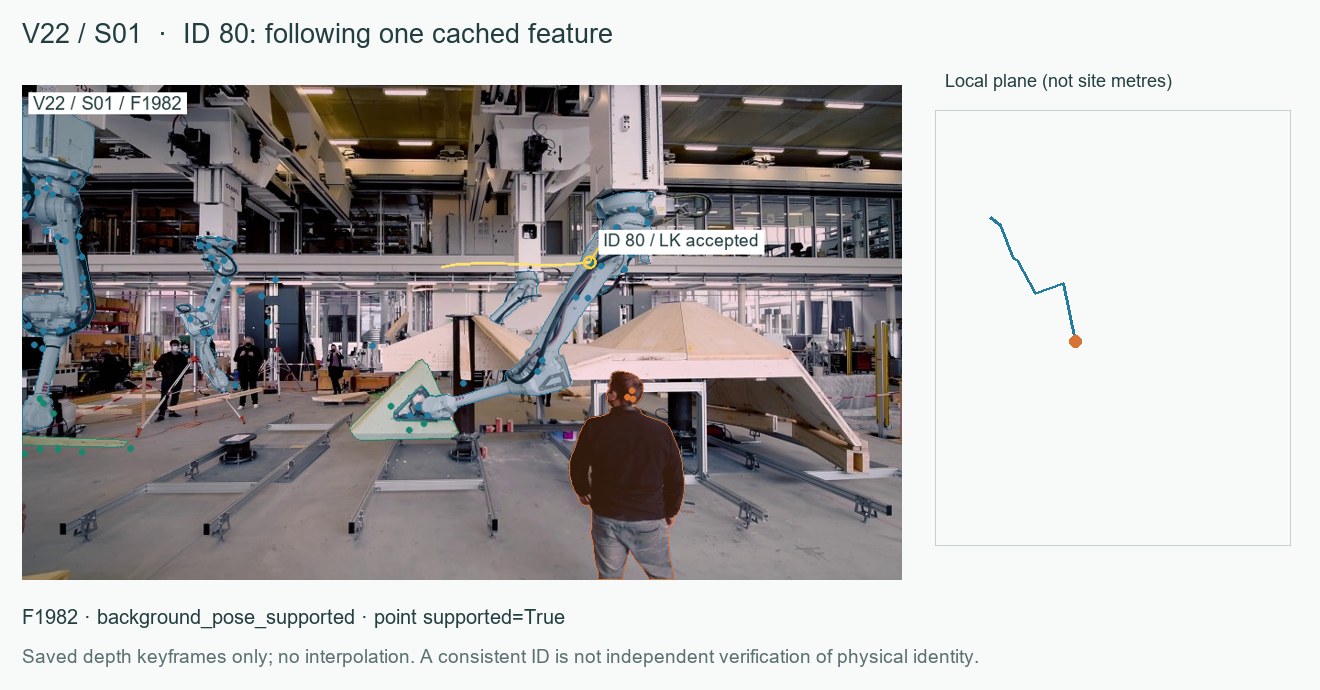 V22 / S01 · ID 80: following one cached feature
Local plane (not site metres)
V22 / S01 / F1982
ID 80 / LK accepted
F1982 · background_pose_supported · point supported=True
Saved depth keyframes only; no interpolation. A consistent ID is not independent verification of physical identity.